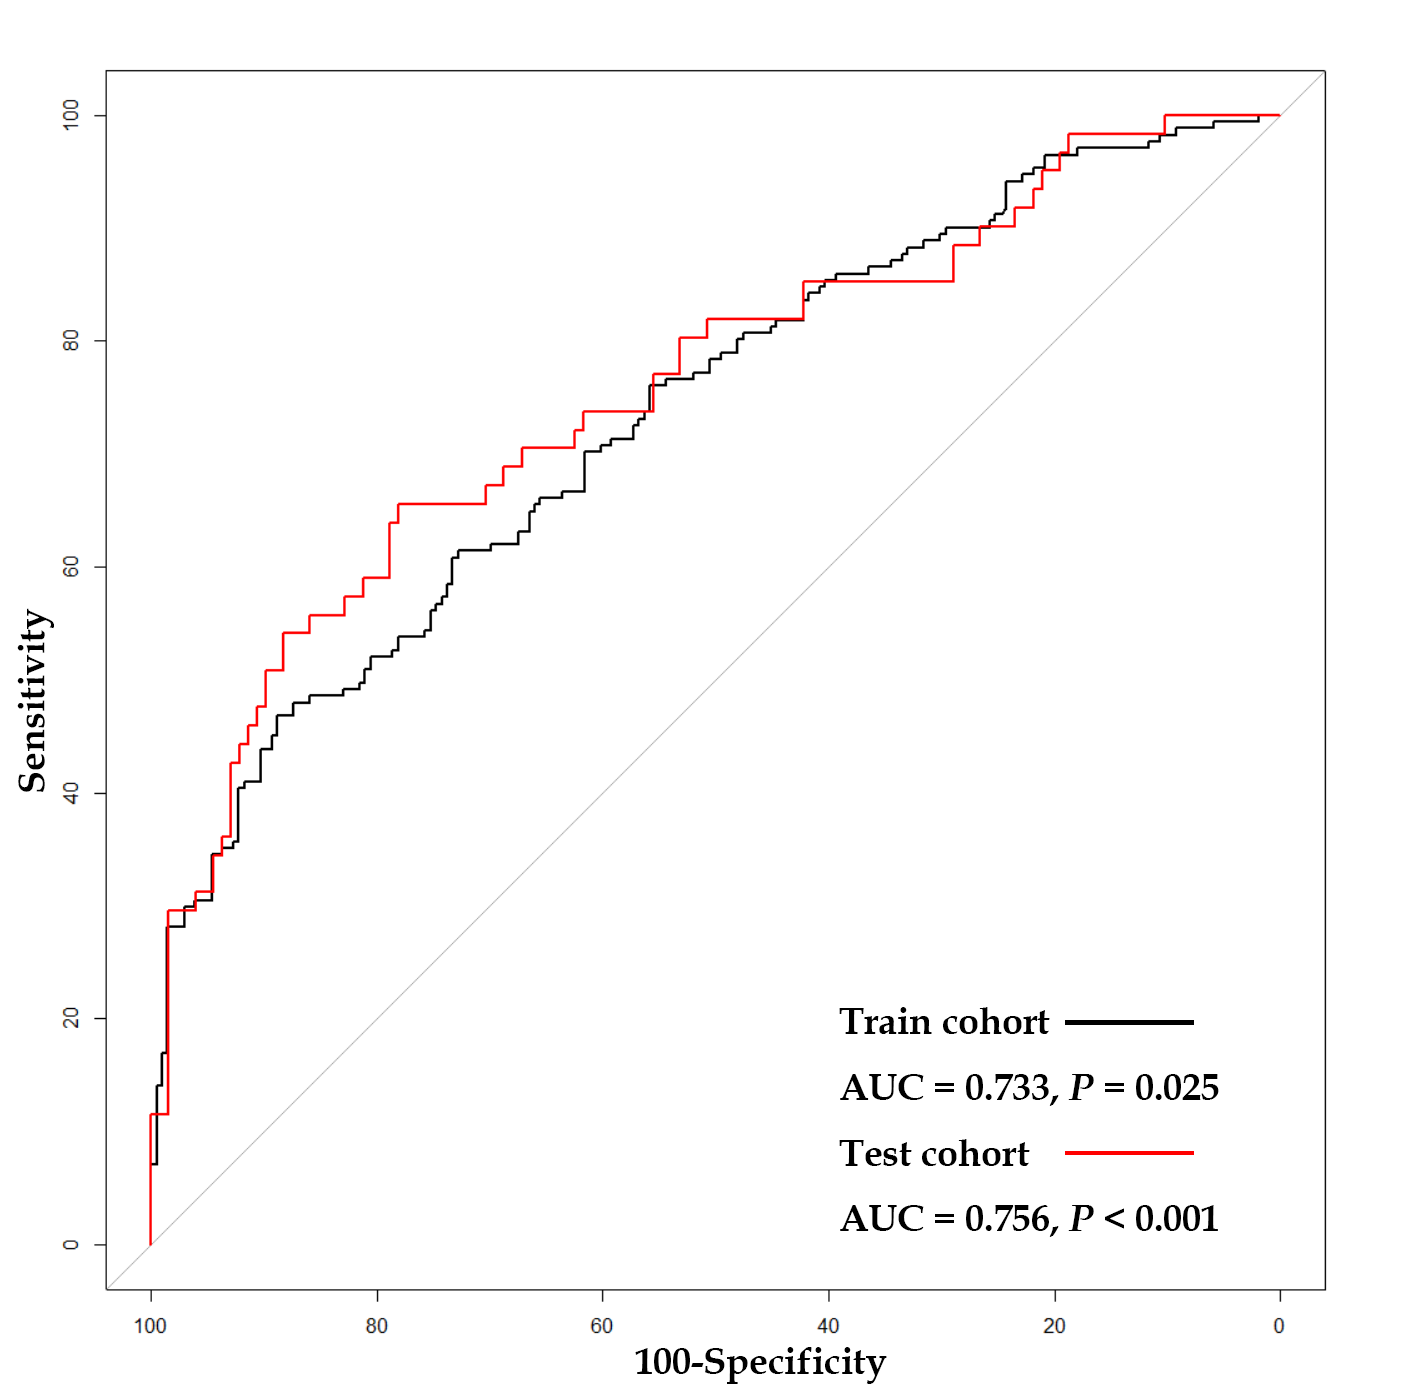 100
80
60
40
20
0
Sensitivity
Train cohort
AUC = 0.733, P = 0.025
Test cohort
AUC = 0.756, P < 0.001
100 80 60 40 20 0
100-Specificity